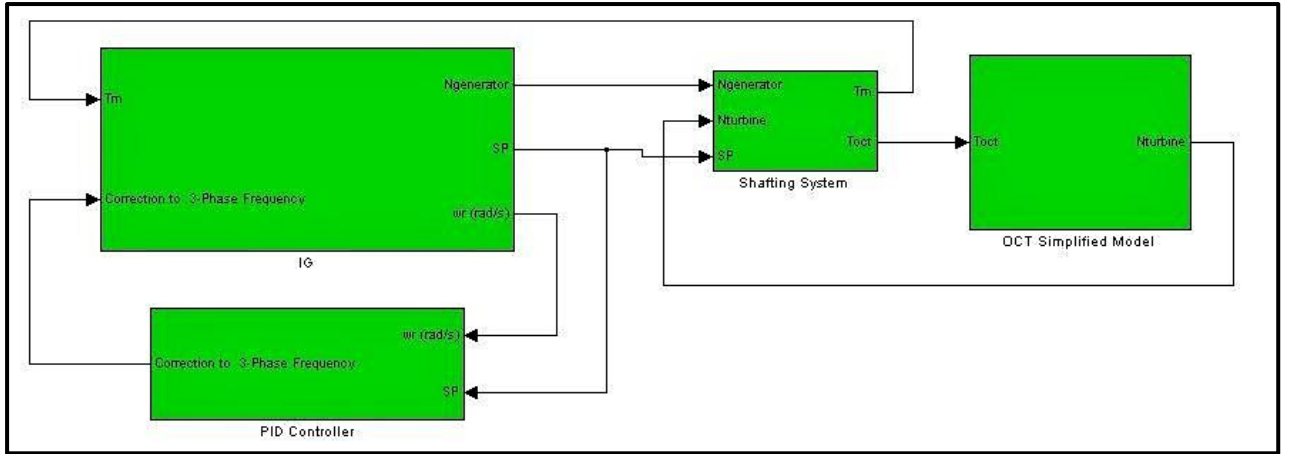 Tm
Correction to 3-Phase Frequency
Ngenerator
SP
wr (rad/s)
IG
Ngenerator
Nturbine
SP
Tm
Toct
Shafting System
Toct
Nturbine
OCT Simplified Model
Correction to 3-Phase Frequency
wr (rad/s)
SP
PID Controller